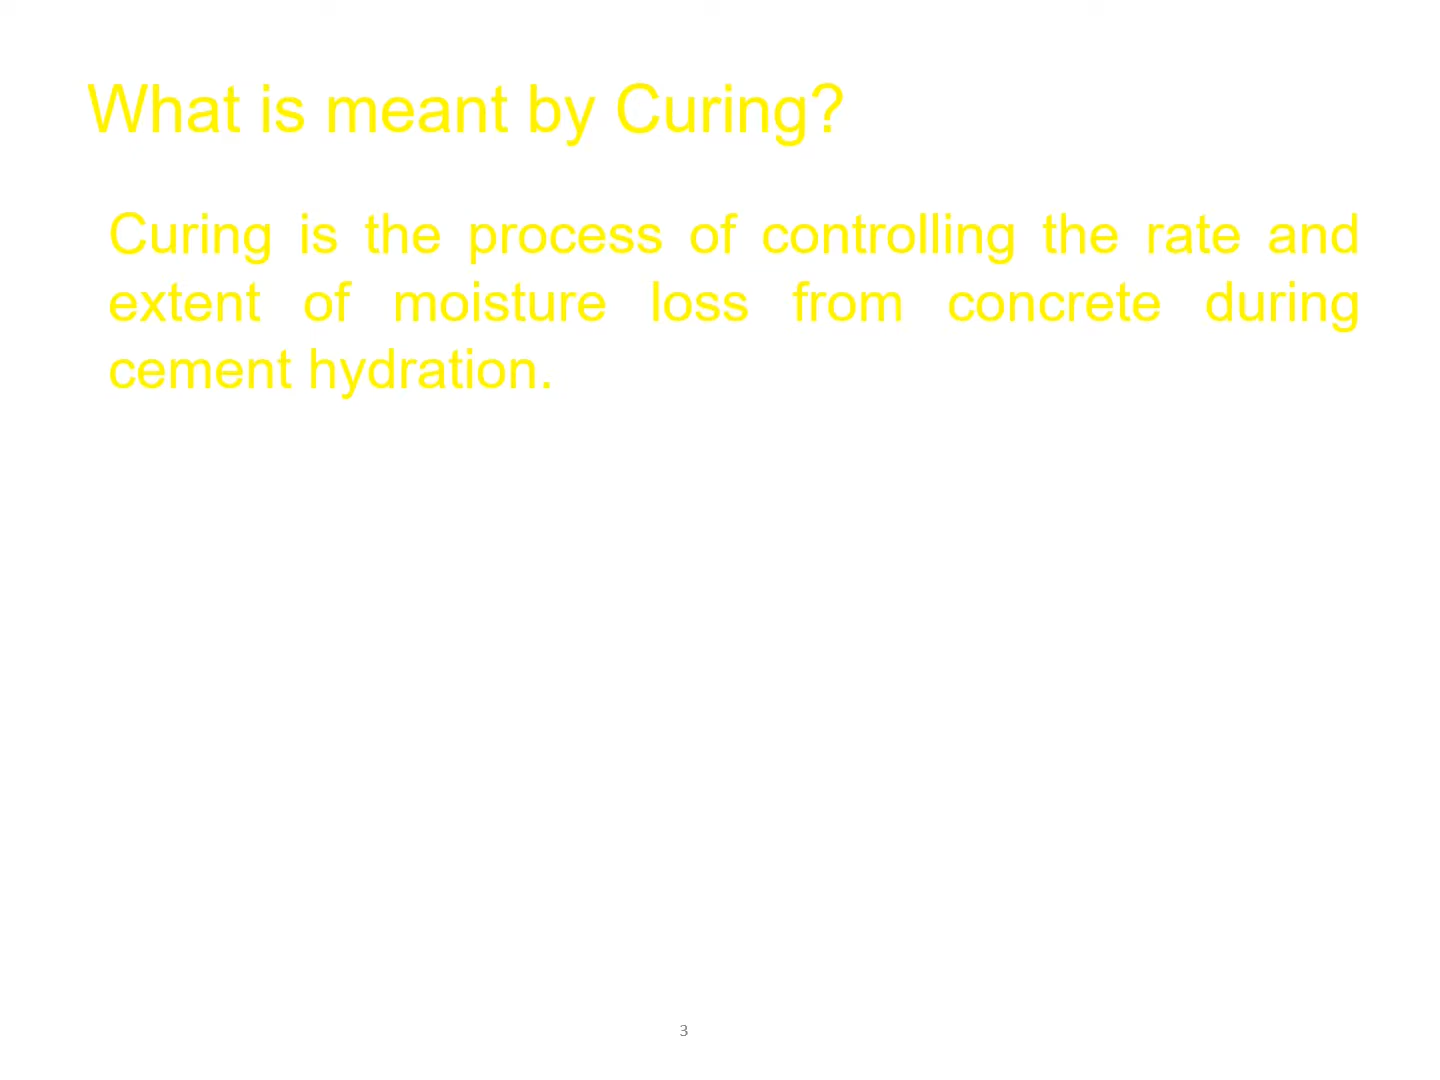 What is meant by Curing?
Curing is the process of controlling the rate and
extent of moisture loss from concrete during
cement hydration.
3